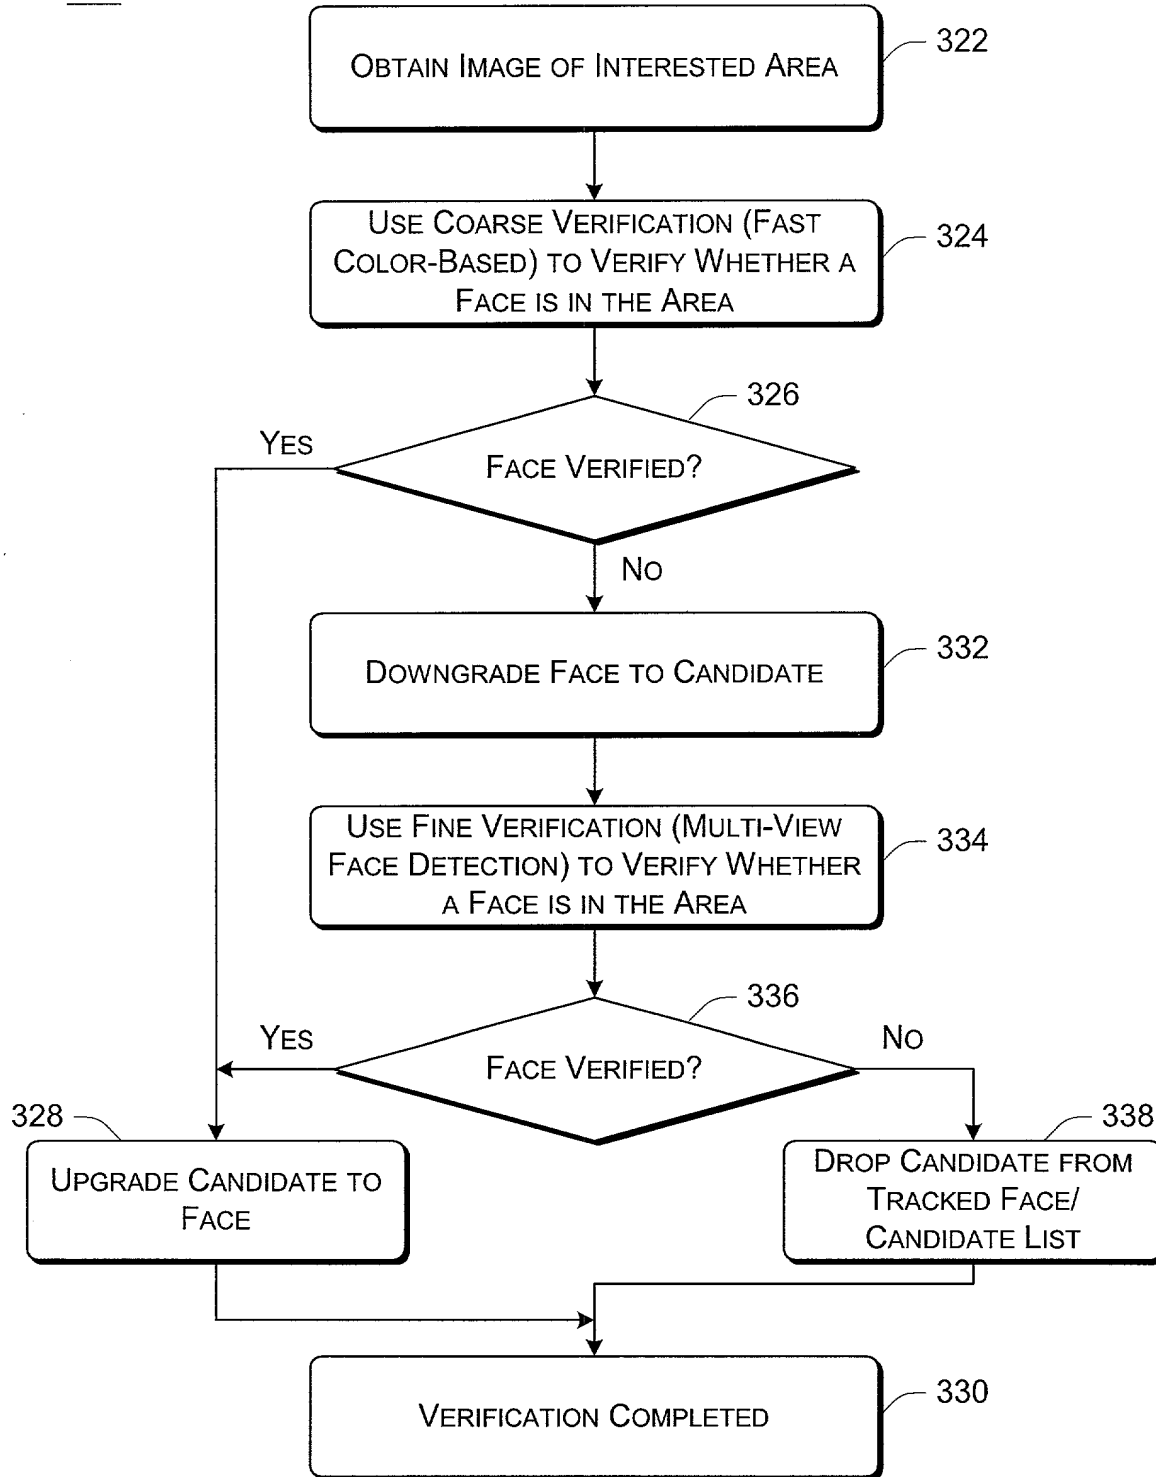 OBTAIN IMAGE OF INTERESTED AREA
322
USE COARSE VERIFICATION (FAST
COLOR-BASED) TO VERIFY WHETHER A
FACE IS IN THE AREA
324
326
YES
FACE VERIFIED?
NO
DOWNGRADE FACE TO CANDIDATE
332
USE FINE VERIFICATION (MULTI-VIEW
FACE DETECTION) TO VERIFY WHETHER
A FACE IS IN THE AREA
334
336
YES
FACE VERIFIED?
NO
328
UPGRADE CANDIDATE TO
FACE
338
DROP CANDIDATE FROM
TRACKED FACE/
CANDIDATE LIST
VERIFICATION COMPLETED
330